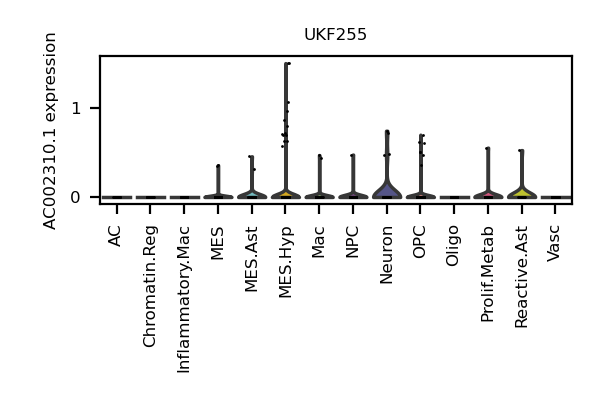 UKF255
AC002310.1 expression
1
0
AC
Chromatin.Reg
Inflammatory.Mac
MES
MES.Ast
MES.Hyp
Mac
NPC
Neuron
OPC
Oligo
Prolif.Metab
Reactive.Ast
Vasc